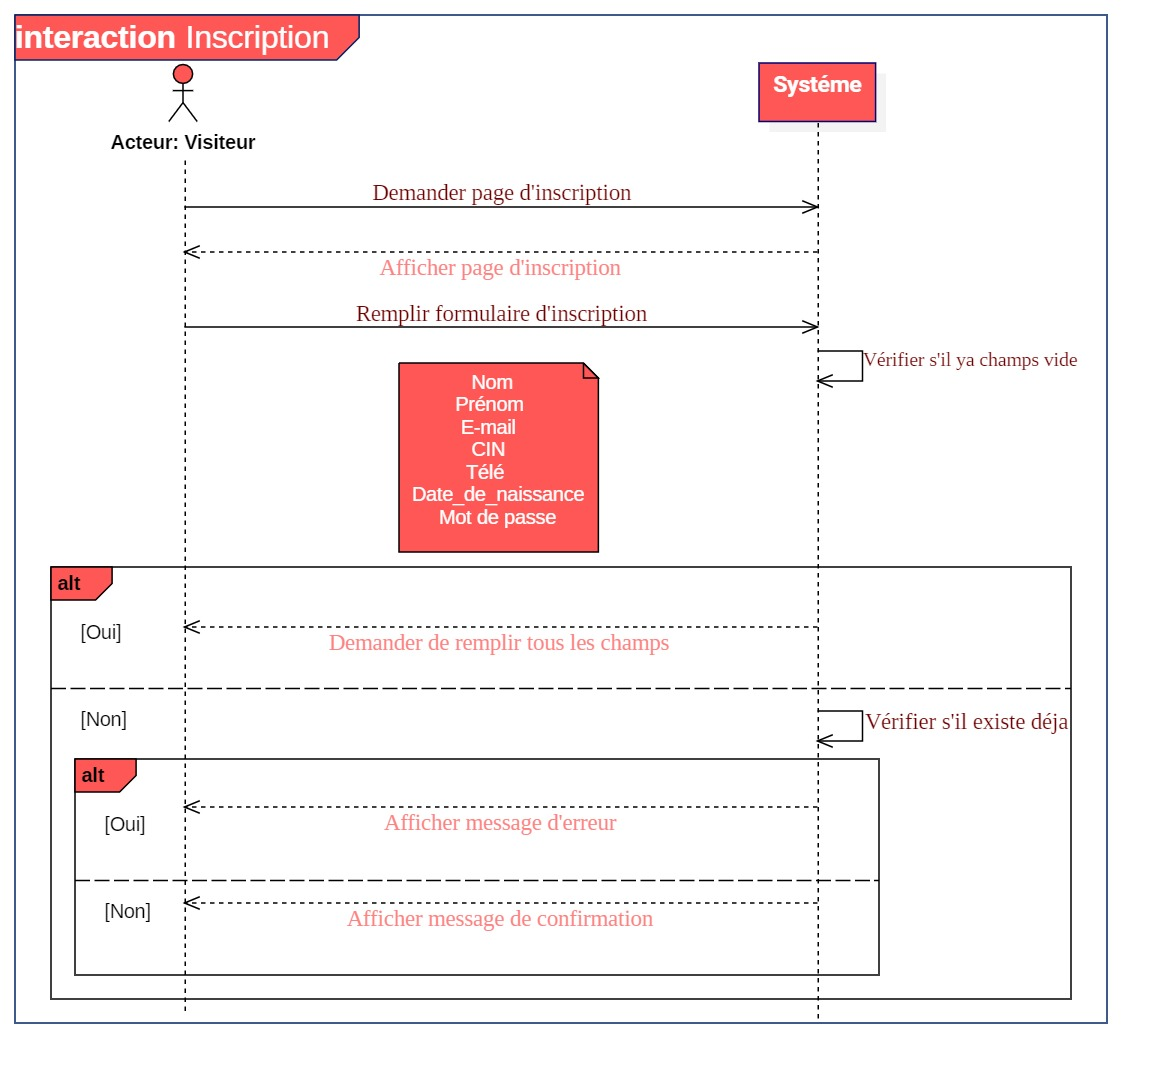 interaction Inscription
Systéme
Acteur: Visiteur
Demander page d'inscription
Afficher page d'inscription
Remplir formulaire d'inscription
Vérifier s'il ya champs vide
Nom
Prénom
E-mail
CIN
Télé
Date_de_naissance
Mot de passe
alt
[Oui]
Demander de remplir tous les champs
[Non]
Vérifier s'il existe déja
alt
[Oui]
Afficher message d'erreur
[Non]
Afficher message de confirmation